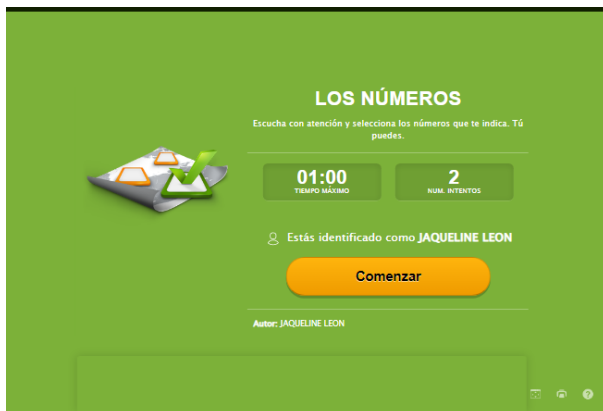 LOS NÚMEROS
Escucha con atención y selecciona los números que te indica. Tú
puedes.
01:00
TIEMPO MÁXIMO
2
NUM. INTENTOS
Estás identificado como JAQUELINE LEON
Comenzar
Autor: JAQUELINE LEON